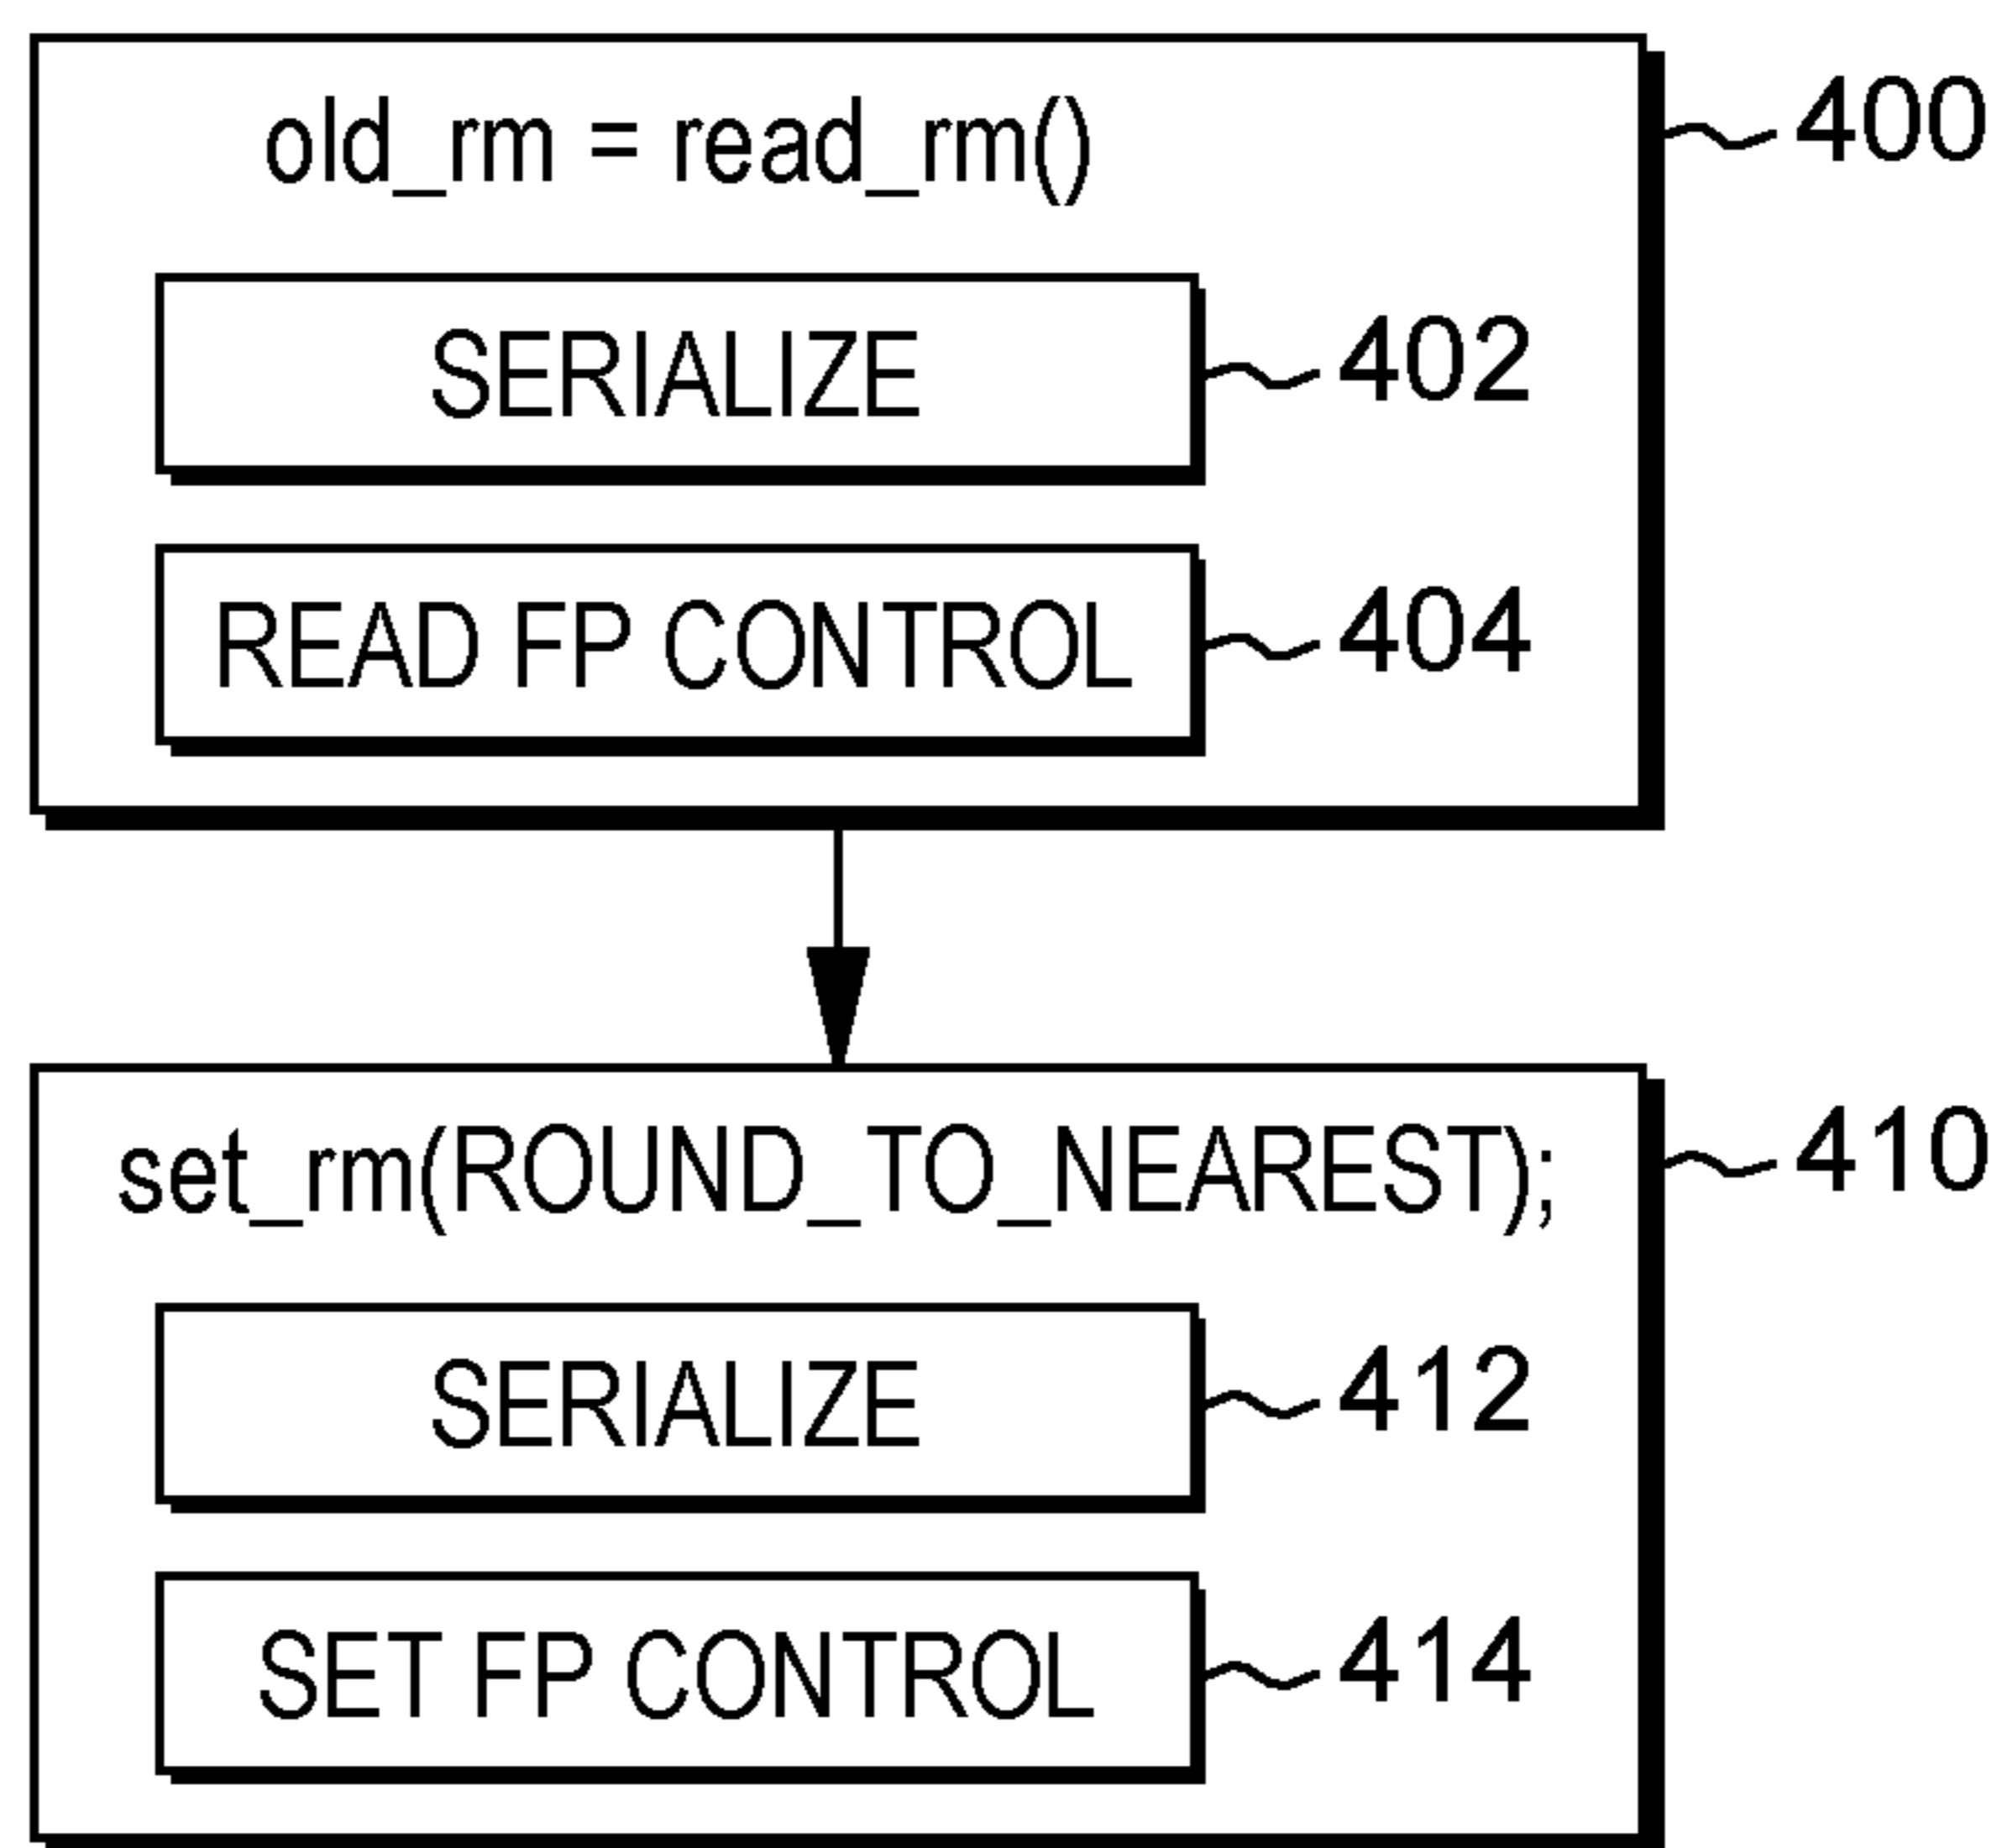 old_rm = read_rm() 400
SERIALIZE 402
READ FP CONTROL 404
set_rm(ROUND_TO_NEAREST); 410
SERIALIZE 412
SET FP CONTROL 414